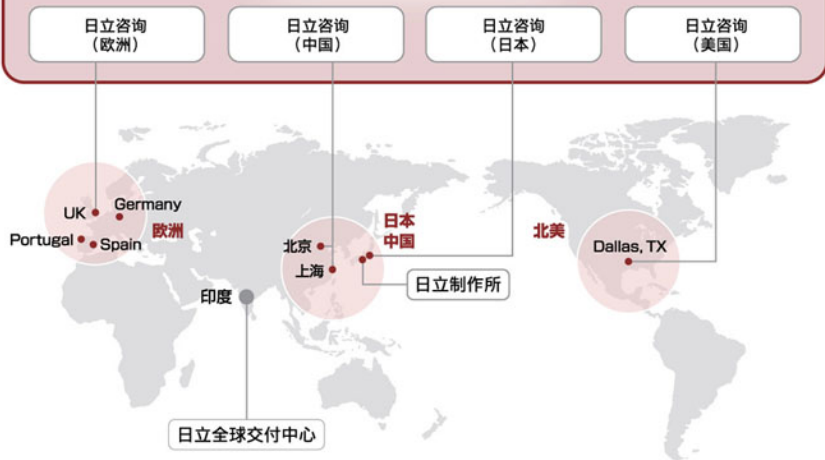 日立咨询
（欧洲）
日立咨询
（中国）
日立咨询
（日本）
日立咨询
（美国）
UK
Germany
Portugal
Spain
欧洲
北京
上海
日本
中国
北美
Dallas, TX
日立制作所
印度
日立全球交付中心